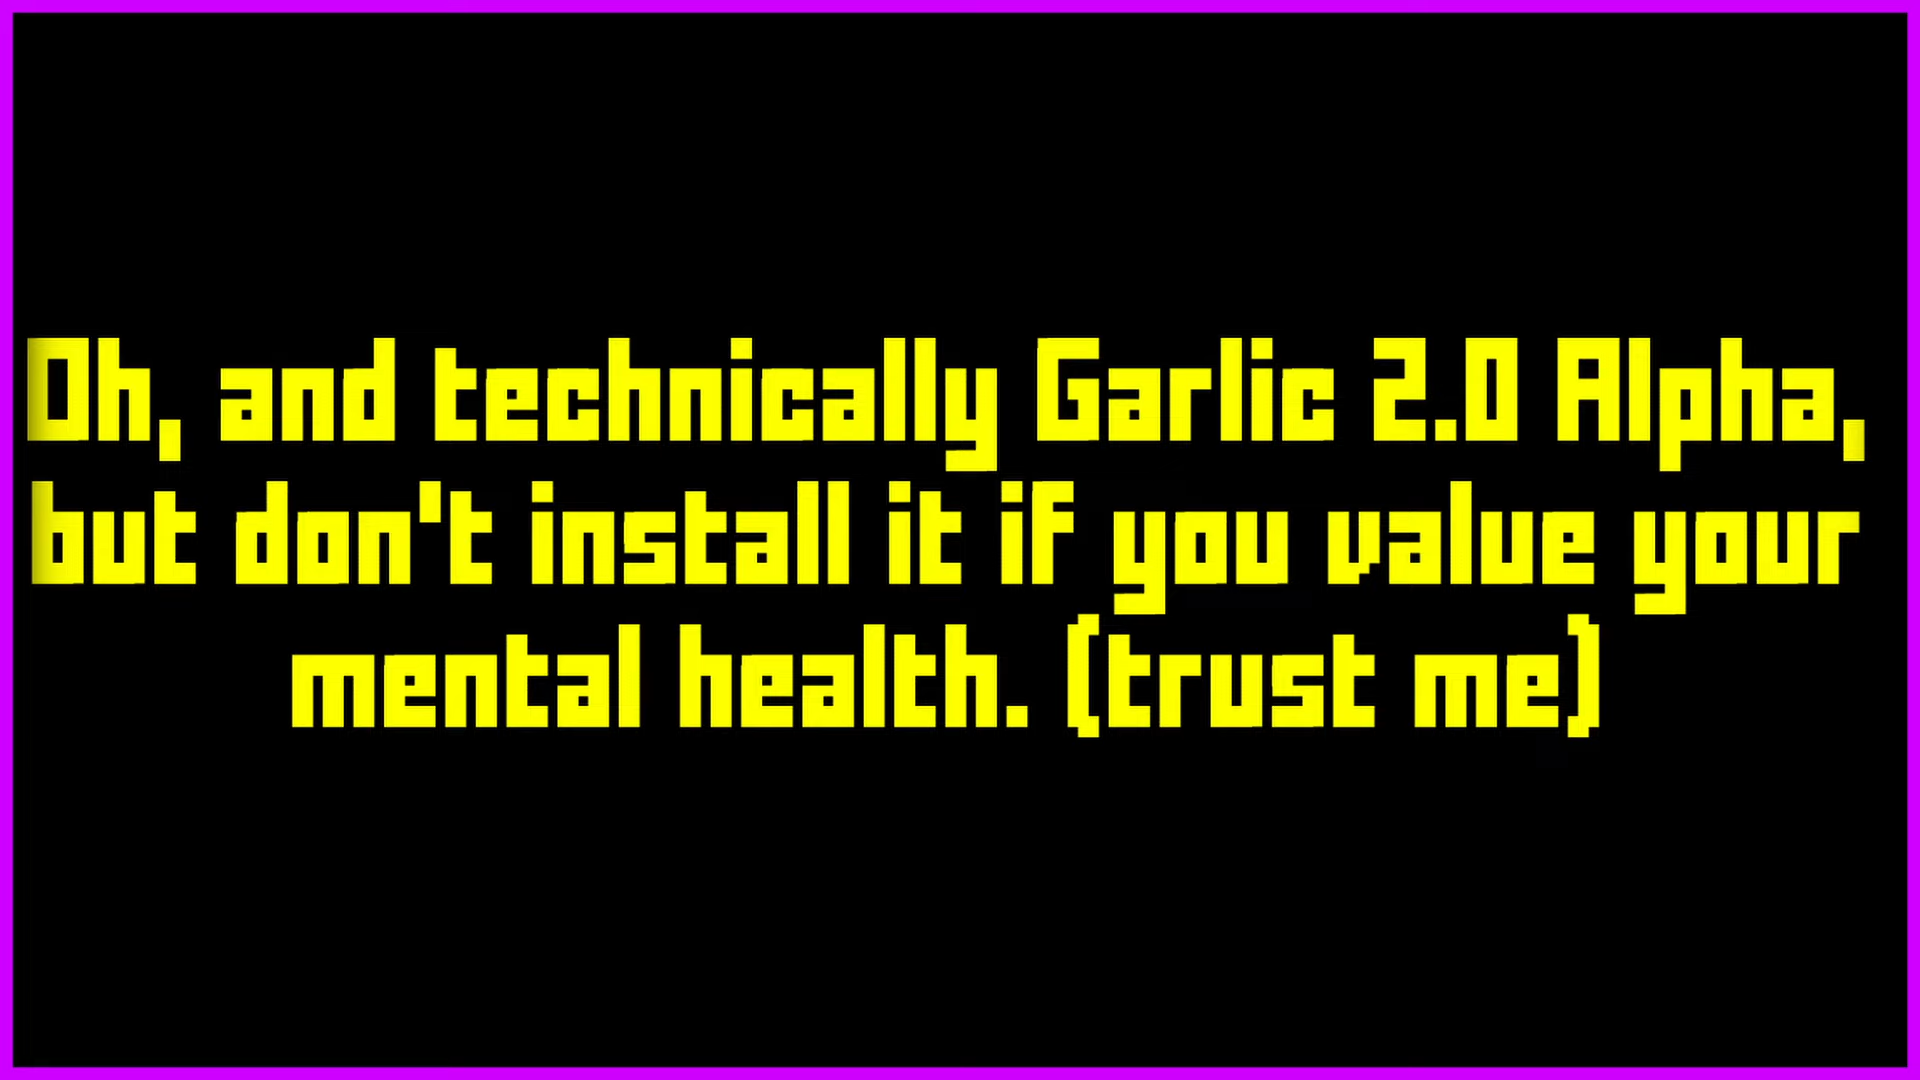 Oh, and technically Garlic 2.0 Alpha,
but don't install it if you value your
mental health. (trust me)